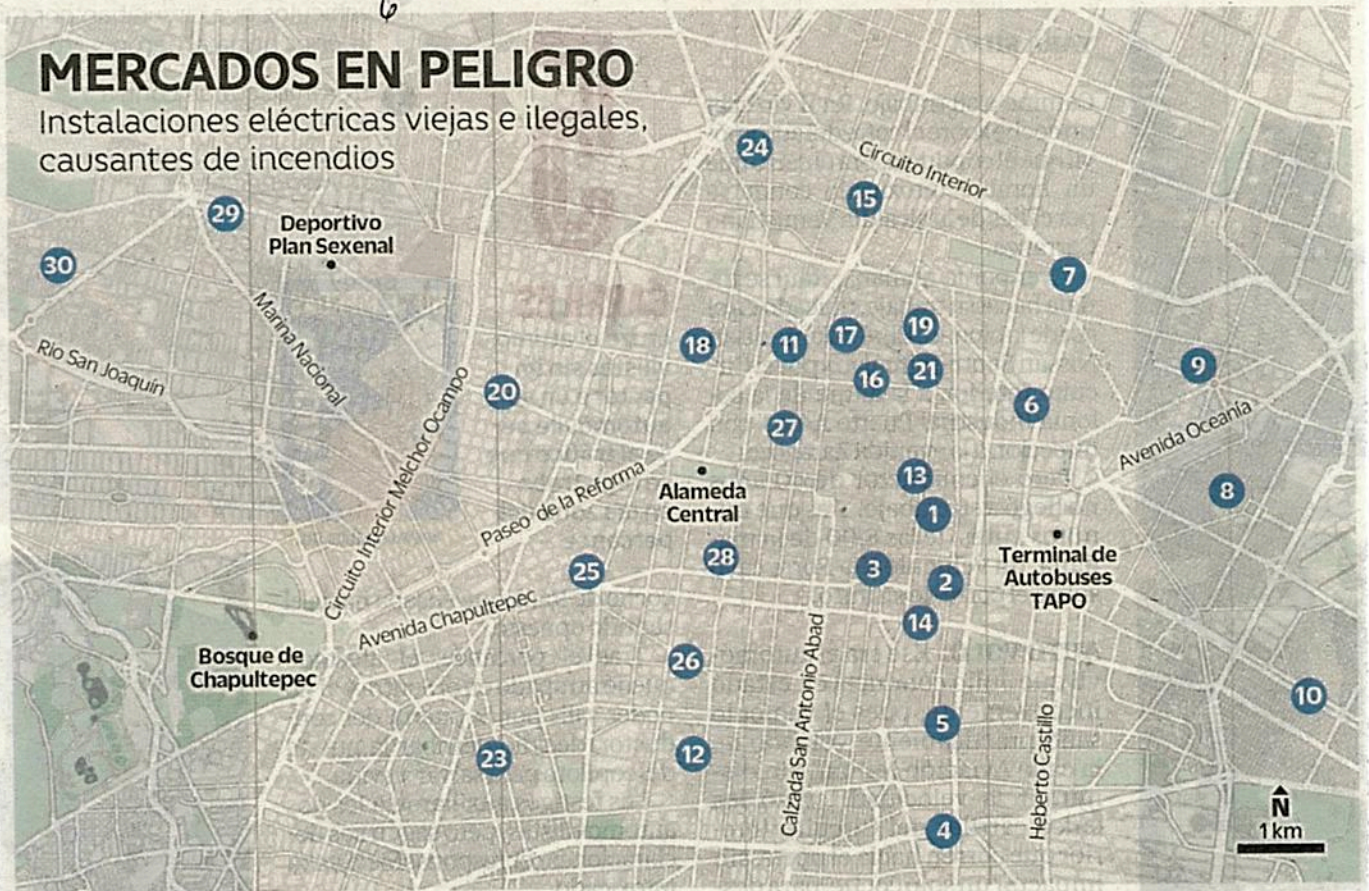 6
MERCADOS EN PELIGRO
Instalaciones eléctricas viejas e ilegales,
causantes de incendios
24
Circuito Interior
15
29
Deportivo
Plan Sexenal
30
7
Marina Nacional
Rio San Joaquín
18
11
17
19
16
21
9
20
6
Circuito Interior Melchor Ocampo
27
Avenida Oceanía
Paseo de la Reforma
Alameda
Central
13
8
1
28
25
3
2
Terminal de
Autobuses
TAPO
Avenida Chapultepec
14
Bosque de
Chapultepec
26
Calzada San Antonio Abad
10
5
Heberto Castillo
23
12
4
N
1 km